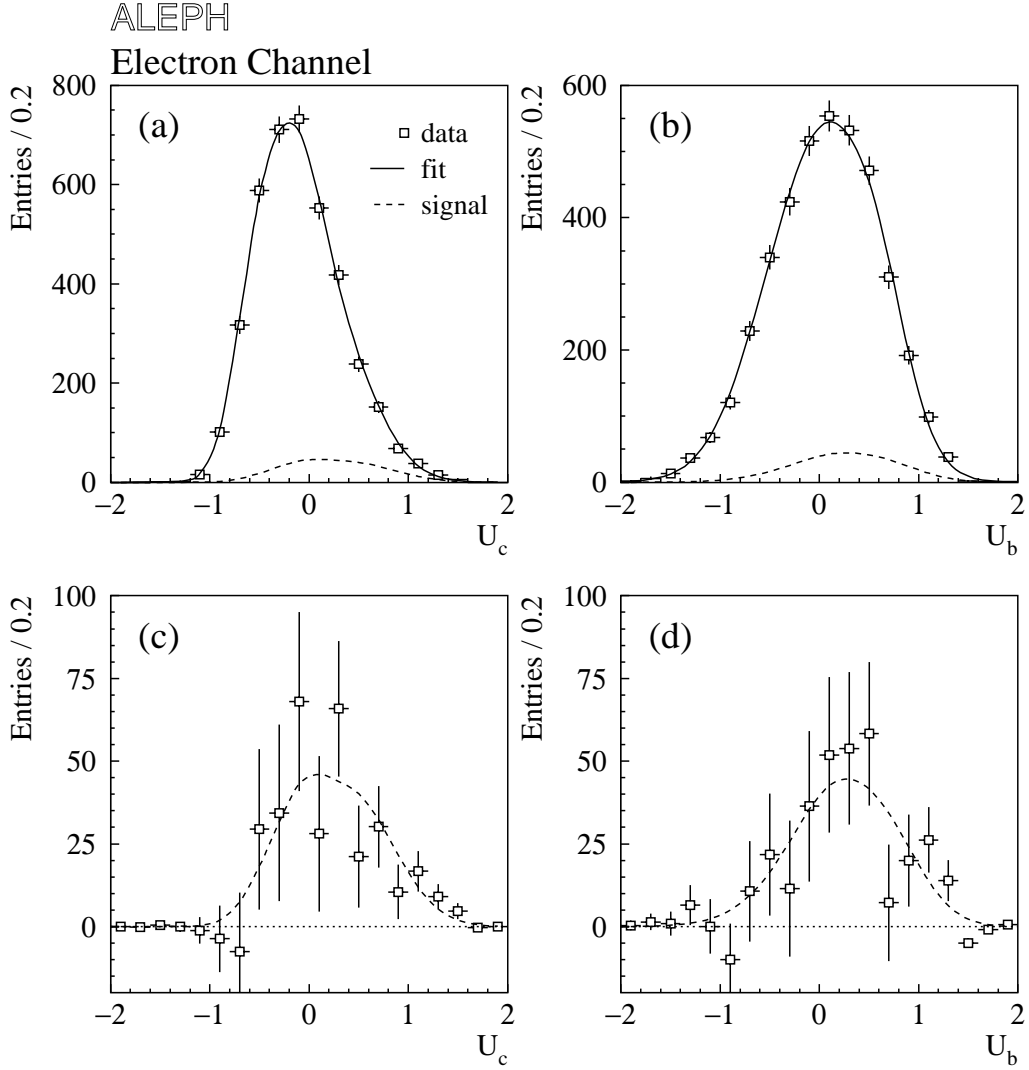 ALEPH
Electron Channel
(a)
data
fit
signal
Entries / 0.2
800
600
400
200
0
−2
−1
0
1
2
U_c
(b)
Entries / 0.2
600
400
200
0
−2
−1
0
1
2
U_b
(c)
Entries / 0.2
100
75
50
25
0
−2
−1
0
1
2
U_c
(d)
Entries / 0.2
100
75
50
25
0
−2
−1
0
1
2
U_b